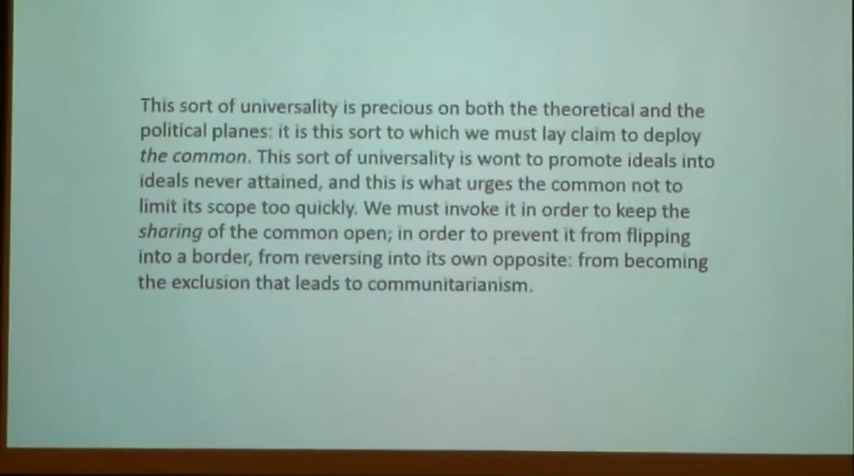 This sort of universality is precious on both the theoretical and the
political planes: it is this sort to which we must lay claim to deploy
the common. This sort of universality is wont to promote ideals into
ideals never attained, and this is what urges the common not to
limit its scope too quickly. We must invoke it in order to keep the
sharing of the common open; in order to prevent it from flipping
into a border, from reversing into its own opposite: from becoming
the exclusion that leads to communitarianism.